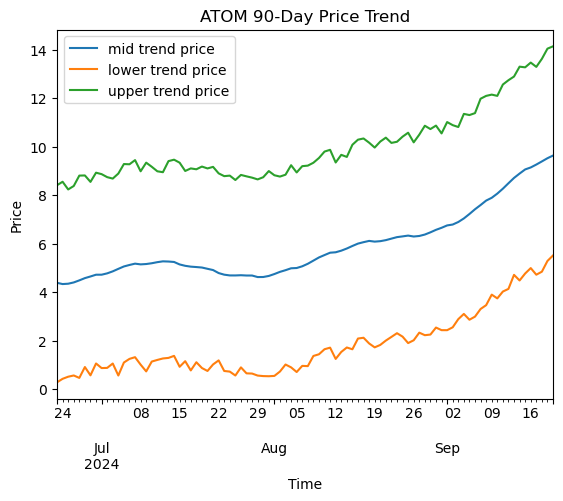 ATOM 90-Day Price Trend
mid trend price
lower trend price
upper trend price
14
12
10
8
6
4
2
0
Price
24 08 15 22 29 05 12 19 26 02 09 16
Jul Aug Sep
2024
Time